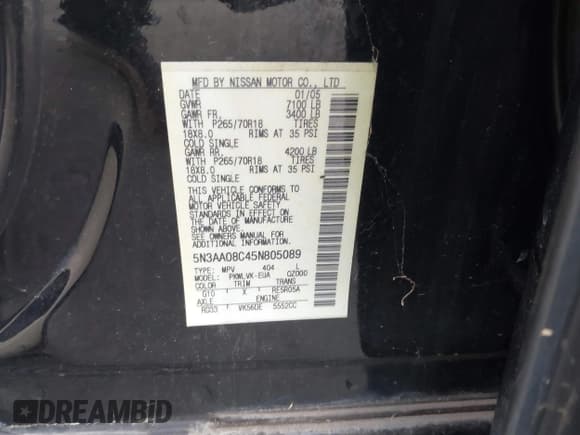 MFD BY NISSAN MOTOR CO., LTD
DATE 01/05
GVWR 7100 LB
GAWR FR. 3400 LB
WITH P265/70R18 TIRES
18X8.0 RIMS AT 35 PSI
COLD SINGLE
GAWR RR. 4200 LB
WITH P265/70R18 TIRES
18X8.0 RIMS AT 35 PSI
COLD SINGLE
THIS VEHICLE CONFORMS TO
ALL APPLICABLE FEDERAL
MOTOR VEHICLE SAFETY
STANDARDS IN EFFECT ON
THE DATE OF MANUFACTURE
SHOWN ABOVE.
SEE OWNERS MANUAL FOR
ADDITIONAL INFORMATION.
5N3AA08C45N805089
TYPE: MPV 404 L
MODEL: PKWLVK-EUA OZ000
COLOR TRIM TRANS
G10 X RE5R05A
AXLE ENGINE
RG33 VK56DE 5552CC
DREAMBID